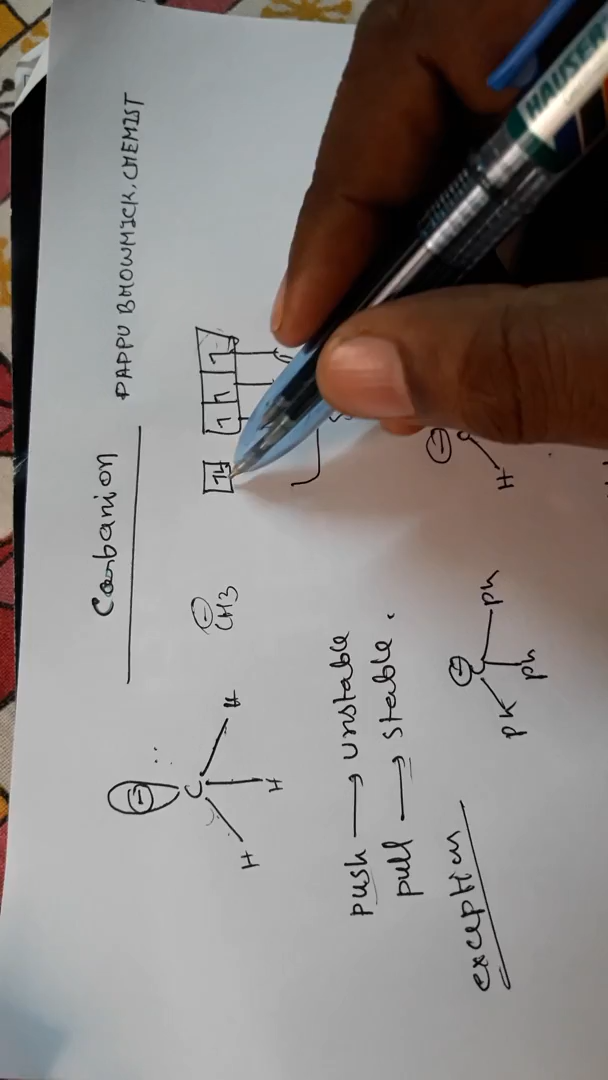 PAPPU BHOWMICK, CHEMIST
Carbanion
CH3
C
H
H
H
push → unstable
pull → stable.
exception
C
ph
ph
ph
H
HAUSER